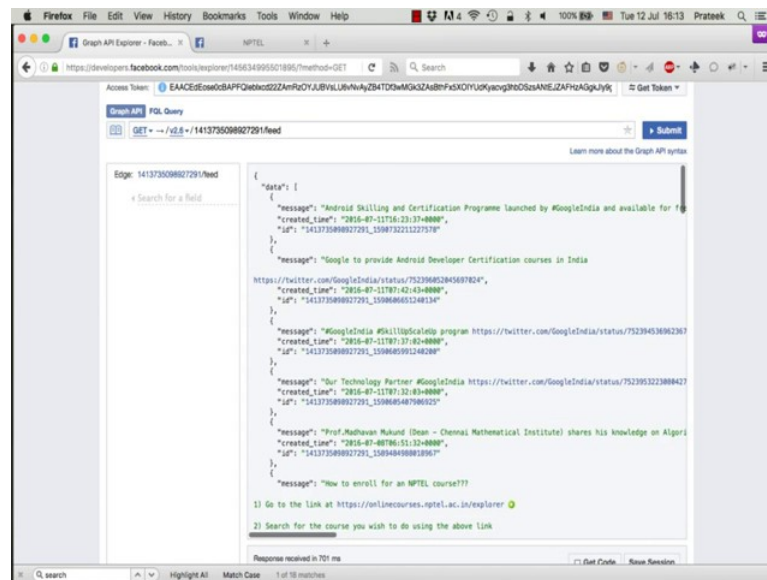 Firefox File Edit View History Bookmarks Tools Window Help 100% Tue 12 Jul 16:13 Prateek
Graph API Explorer - Faceb... NPTEL
https://developers.facebook.com/tools/explorer/145634995501895/?method=GET Search
Access Token: Get Token
Graph API FQL Query
GET → /v2.6 /1413735098927291/feed Submit
Learn more about the Graph API syntax
Edge: 1413735098927291/feed
Search for a field
{
"data": [
{
"message": "Android Skilling and Certification Programme launched by #GoogleIndia and available for
"created_time": "2016-07-11T16:23:37+0000",
"id": "1413735098927291_1590732211227578"
},
{
"message": "Google to provide Android Developer Certification courses in India
https://twitter.com/GoogleIndia/status/752396052045697024",
"created_time": "2016-07-11T07:42:43+0000",
"id": "1413735098927291_1590606651240134"
},
{
"message": "#GoogleIndia #SkillUpScaleUp program https://twitter.com/GoogleIndia/status/752394536962367
"created_time": "2016-07-11T07:37:02+0000",
"id": "1413735098927291_1590605991240200"
},
{
"message": "Our Technology Partner #GoogleIndia https://twitter.com/GoogleIndia/status/7523953223080427
"created_time": "2016-07-11T07:32:03+0000",
"id": "1413735098927291_1590605407906925"
},
{
"message": "Prof.Madhavan Mukund (Dean - Chennai Mathematical Institute) shares his knowledge on Algori
"created_time": "2016-07-08T06:51:32+0000",
"id": "1413735098927291_1589404988018967"
},
{
"message": "How to enroll for an NPTEL course???
1) Go to the link at https://onlinecourses.nptel.ac.in/explorer
2) Search for the course you wish to do using the above link
Response received in 701 ms
Get Code Save Session
search Highlight All Match Case 1 of 18 matches